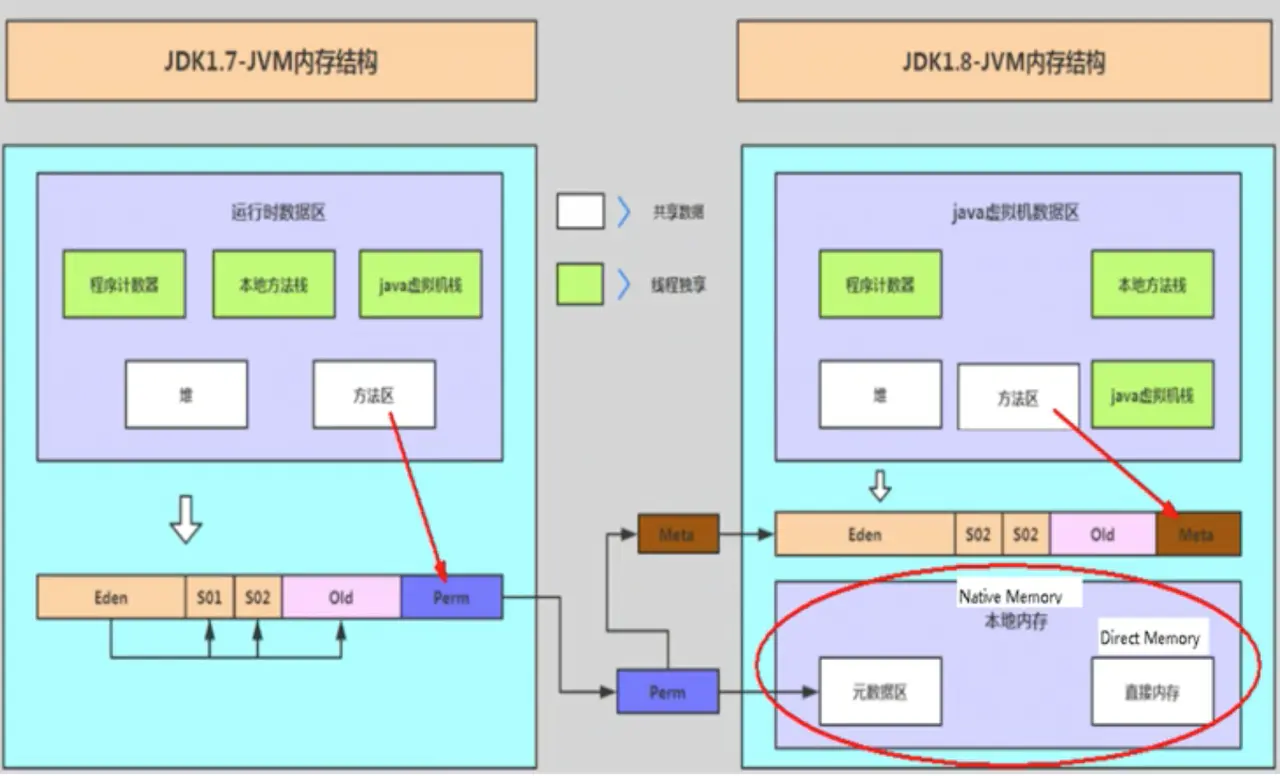 JDK1.7-JVM内存结构
JDK1.8-JVM内存结构
运行时数据区
程序计数器
本地方法栈
java虚拟机栈
堆
方法区
Eden
S01
S02
Old
Perm
共享数据
线程独享
Meta
Perm
java虚拟机数据区
程序计数器
本地方法栈
堆
方法区
java虚拟机栈
Eden
S02
S02
Old
Meta
Native Memory
本地内存
Direct Memory
元数据区
直接内存